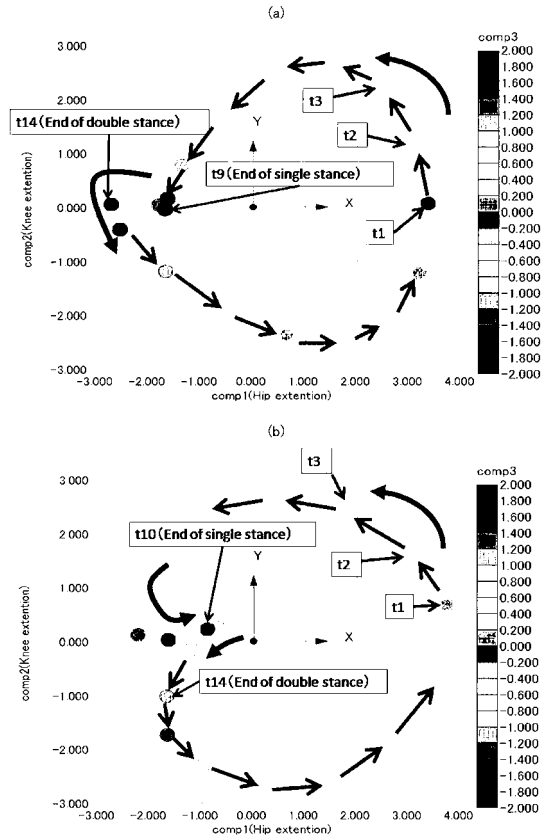 (a)
comp3
3.000
2.000
1.000
0.000
-1.000
-2.000
-3.000
comp2(Knee extention)
t14(End of double stance)
t9(End of single stance)
t3
t2
t1
Y
X
-3.000 -2.000 -1.000 0.000 1.000 2.000 3.000 4.000
comp1(Hip extention)
2.000
1.800
1.600
1.400
1.200
1.000
0.800
0.600
0.400
0.200
0.000
-0.200
-0.400
-0.600
-0.800
-1.000
-1.200
-1.400
-1.600
-1.800
-2.000
(b)
comp3
3.000
2.000
1.000
0.000
-1.000
-2.000
-3.000
comp2(Knee extention)
t3
t10(End of single stance)
t2
t1
Y
X
t14(End of double stance)
-3.000 -2.000 -1.000 0.000 1.000 2.000 3.000 4.000
comp1(Hip extention)
2.000
1.800
1.600
1.400
1.200
1.000
0.800
0.600
0.400
0.200
0.000
-0.200
-0.400
-0.600
-0.800
-1.000
-1.200
-1.400
-1.600
-1.800
-2.000